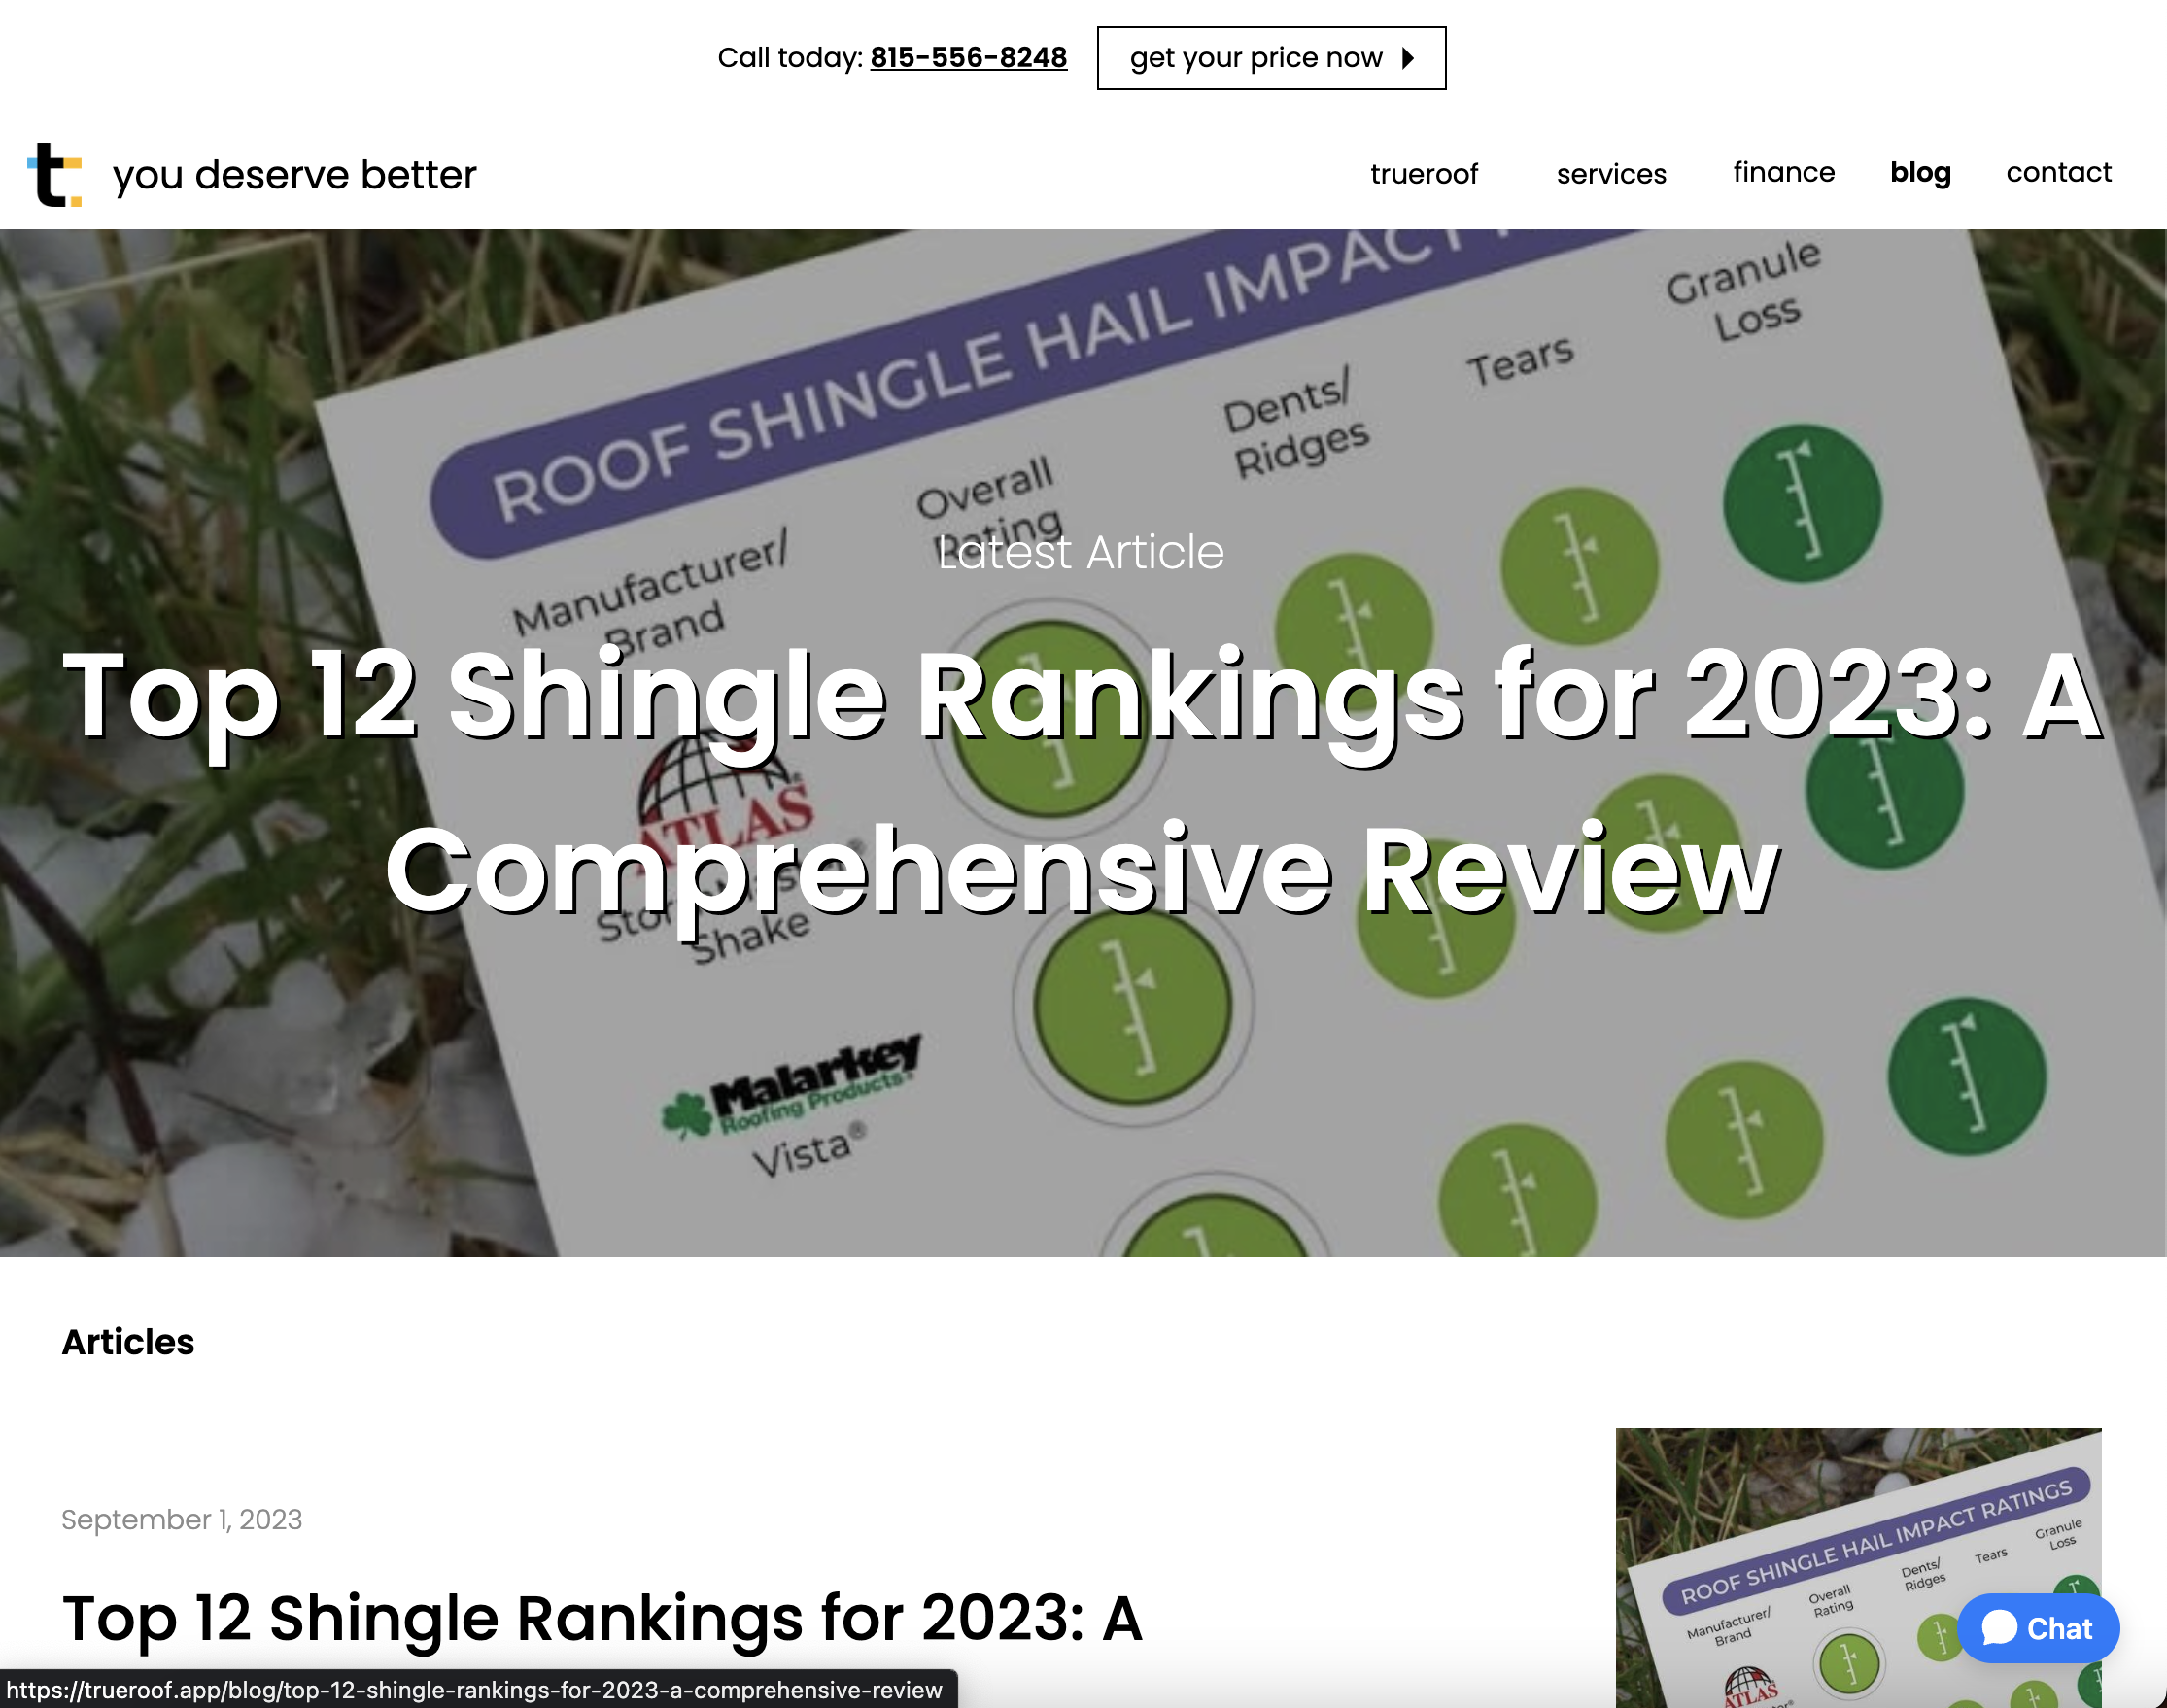 Call today: 815-556-8248
get your price now
t.
you deserve better
trueroof
services
finance
blog
contact
ROOF SHINGLE HAIL IMPACT
Manufacturer/
Brand
Overall
Rating
Dents/
Ridges
Tears
Granule
Loss
Latest Article
Top 12 Shingle Rankings for 2023: A
Comprehensive Review
ATLAS
Shake
Malarkey
Roofing Products®
Vista®
Articles
September 1, 2023
Top 12 Shingle Rankings for 2023: A
ROOF SHINGLE HAIL IMPACT RATINGS
Manufacturer/
Brand
Overall
Rating
Dents/
Ridges
Tears
Granule
Loss
ATLAS
Chat
https://trueroof.app/blog/top-12-shingle-rankings-for-2023-a-comprehensive-review